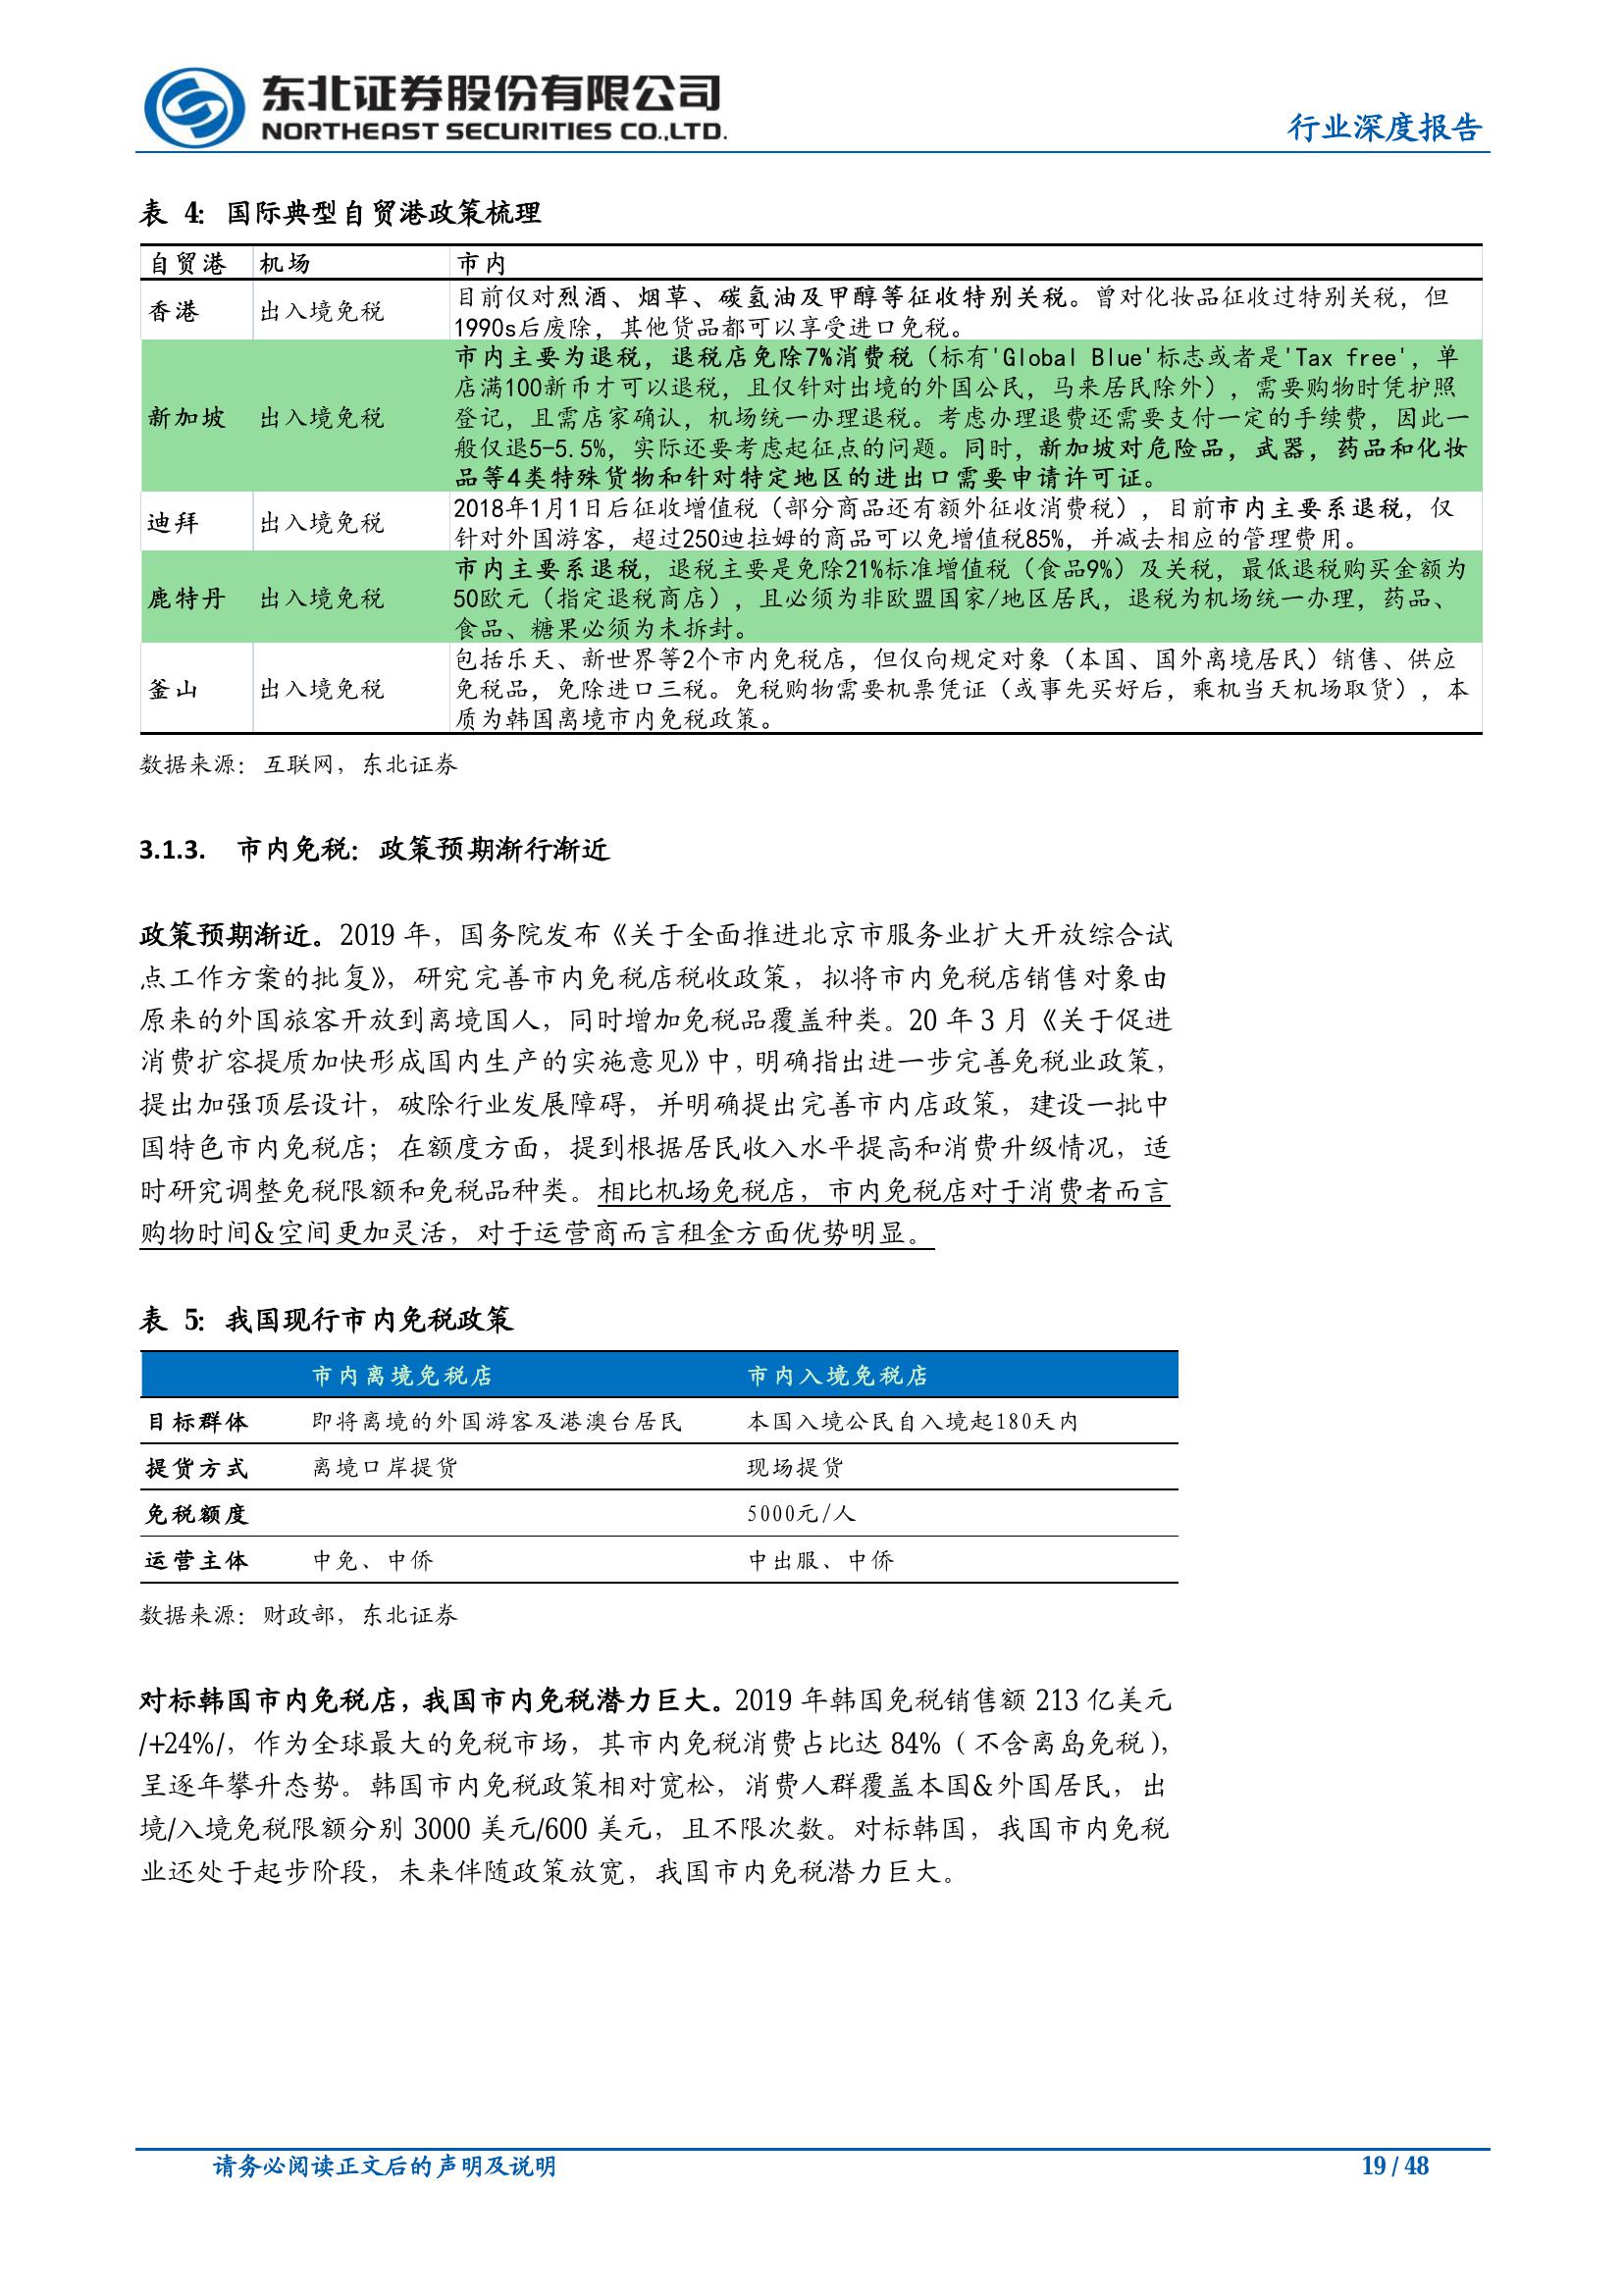 东北证券股份有限公司
NORTHEAST SECURITIES CO.,LTD.
行业深度报告
表 4：国际典型自贸港政策梳理
自贸港 机场 市内
香港 出入境免税 目前仅对烈酒、烟草、碳氢油及甲醇等征收特别关税。曾对化妆品征收过特别关税，但
1990s后废除，其他货品都可以享受进口免税。
新加坡 出入境免税 市内主要为退税，退税店免除7%消费税（标有'Global Blue'标志或者是'Tax free'，单
店满100新币才可以退税，且仅针对出境的外国公民，马来居民除外），需要购物时凭护照
登记，且需店家确认，机场统一办理退税。考虑办理退费还需要支付一定的手续费，因此一
般仅退5-5.5%，实际还要考虑起征点的问题。同时，新加坡对危险品，武器，药品和化妆
品等4类特殊货物和针对特定地区的进出口需要申请许可证。
迪拜 出入境免税 2018年1月1日后征收增值税（部分商品还有额外征收消费税），目前市内主要系退税，仅
针对外国游客，超过250迪拉姆的商品可以免增值税85%，并减去相应的管理费用。
鹿特丹 出入境免税 市内主要系退税，退税主要是免除21%标准增值税（食品9%）及关税，最低退税购买金额为
50欧元（指定退税商店），且必须为非欧盟国家/地区居民，退税为机场统一办理，药品、
食品、糖果必须为未拆封。
釜山 出入境免税 包括乐天、新世界等2个市内免税店，但仅向规定对象（本国、国外离境居民）销售、供应
免税品，免除进口三税。免税购物需要机票凭证（或事先买好后，乘机当天机场取货），本
质为韩国离境市内免税政策。
数据来源：互联网，东北证券
3.1.3. 市内免税：政策预期渐行渐近
政策预期渐近。2019 年，国务院发布《关于全面推进北京市服务业扩大开放综合试
点工作方案的批复》，研究完善市内免税店税收政策，拟将市内免税店销售对象由
原来的外国旅客开放到离境国人，同时增加免税品覆盖种类。20 年 3 月《关于促进
消费扩容提质加快形成国内生产的实施意见》中，明确指出进一步完善免税业政策，
提出加强顶层设计，破除行业发展障碍，并明确提出完善市内店政策，建设一批中
国特色市内免税店；在额度方面，提到根据居民收入水平提高和消费升级情况，适
时研究调整免税限额和免税品种类。相比机场免税店，市内免税店对于消费者而言
购物时间&空间更加灵活，对于运营商而言租金方面优势明显。
表 5：我国现行市内免税政策
市内离境免税店 市内入境免税店
目标群体 即将离境的外国游客及港澳台居民 本国入境公民自入境起180天内
提货方式 离境口岸提货 现场提货
免税额度 5000元/人
运营主体 中免、中侨 中出服、中侨
数据来源：财政部，东北证券
对标韩国市内免税店，我国市内免税潜力巨大。2019 年韩国免税销售额 213 亿美元
/+24%/，作为全球最大的免税市场，其市内免税消费占比达 84%（不含离岛免税），
呈逐年攀升态势。韩国市内免税政策相对宽松，消费人群覆盖本国&外国居民，出
境/入境免税限额分别 3000 美元/600 美元，且不限次数。对标韩国，我国市内免税
业还处于起步阶段，未来伴随政策放宽，我国市内免税潜力巨大。
请务必阅读正文后的声明及说明
19 / 48